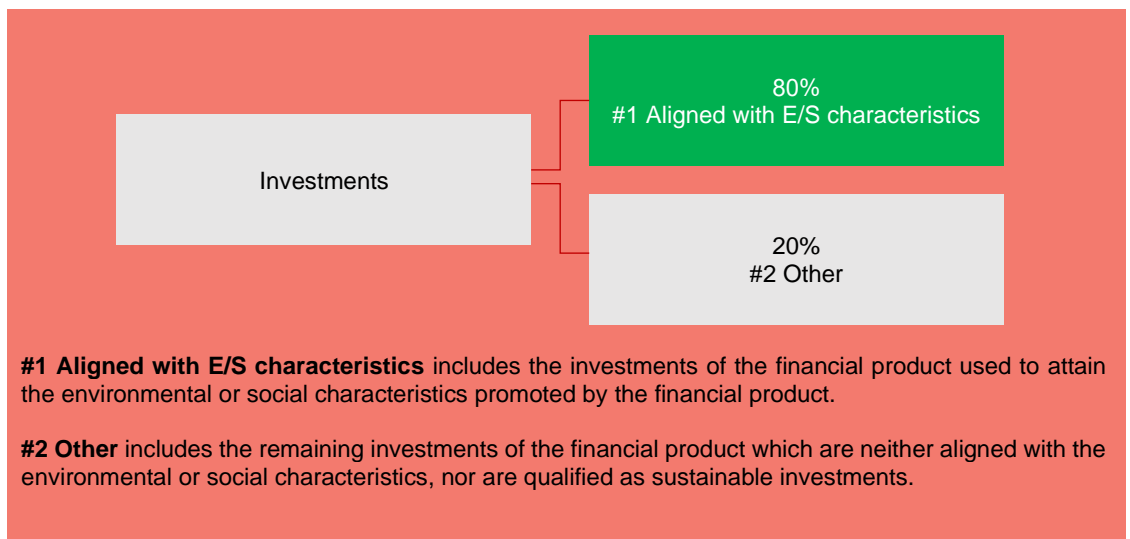 80%
#1 Aligned with E/S characteristics
Investments
20%
#2 Other
#1 Aligned with E/S characteristics includes the investments of the financial product used to attain
the environmental or social characteristics promoted by the financial product.
#2 Other includes the remaining investments of the financial product which are neither aligned with the
environmental or social characteristics, nor are qualified as sustainable investments.